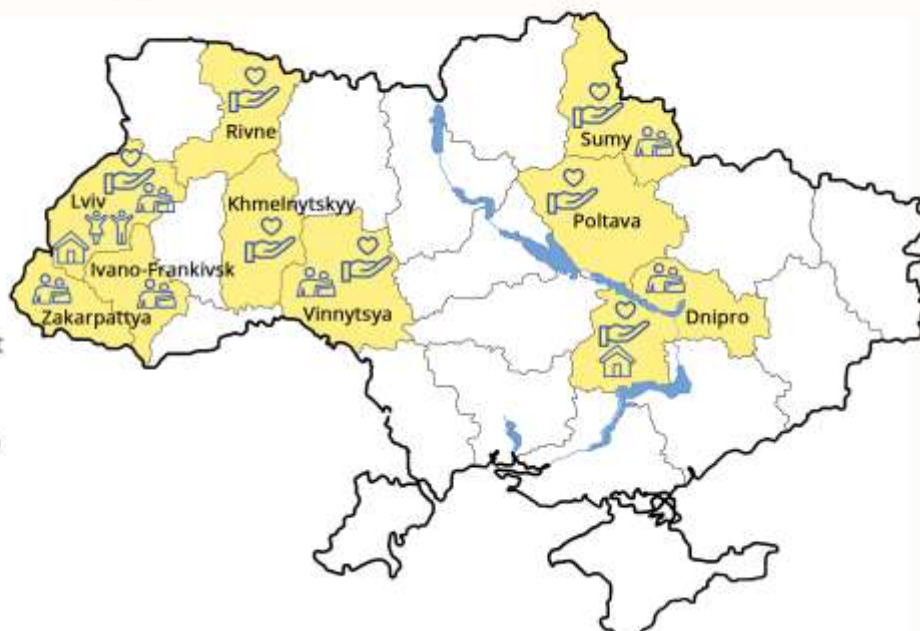 Rivne
Sumy
Lviv
Khmelnytskyy
Poltava
Ivano-Frankivsk
Zakarpattya
Vinnytsya
Dnipro